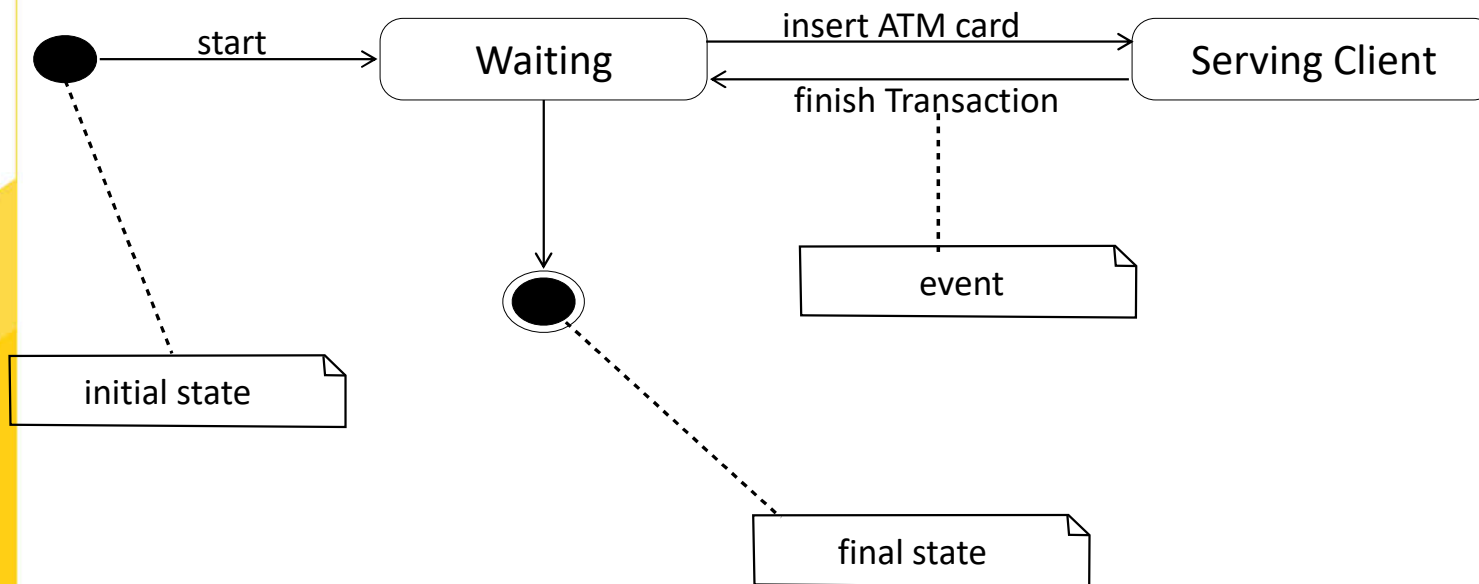 start
Waiting
insert ATM card
Serving Client
finish Transaction
event
initial state
final state